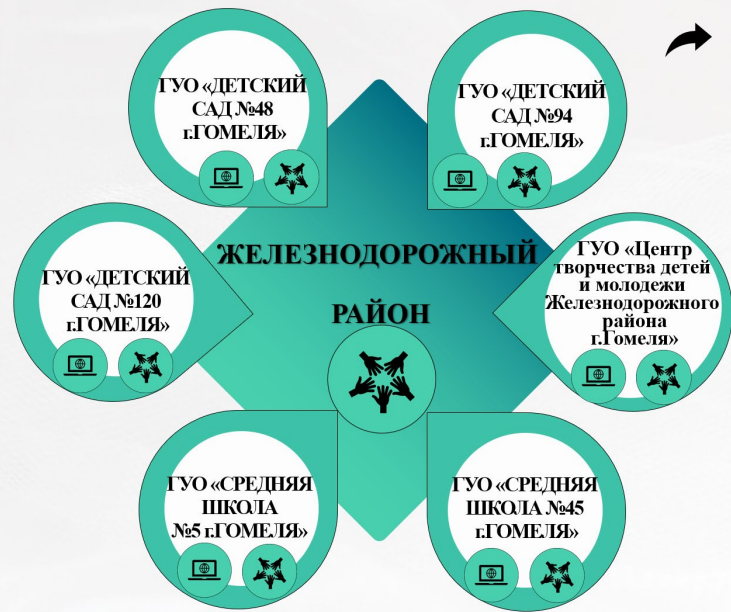 ГУО «ДЕТСКИЙ
САД №48
г.ГОМЕЛЯ»
ГУО «ДЕТСКИЙ
САД №94
г.ГОМЕЛЯ»
ЖЕЛЕЗНОДОРОЖНЫЙ
РАЙОН
ГУО «ДЕТСКИЙ
САД №120
г.ГОМЕЛЯ»
ГУО «Центр
творчества детей
и молодежи
Железнодорожного
района
г.Гомеля»
ГУО «СРЕДНЯЯ
ШКОЛА
№5 г.ГОМЕЛЯ»
ГУО «СРЕДНЯЯ
ШКОЛА №45
г.ГОМЕЛЯ»